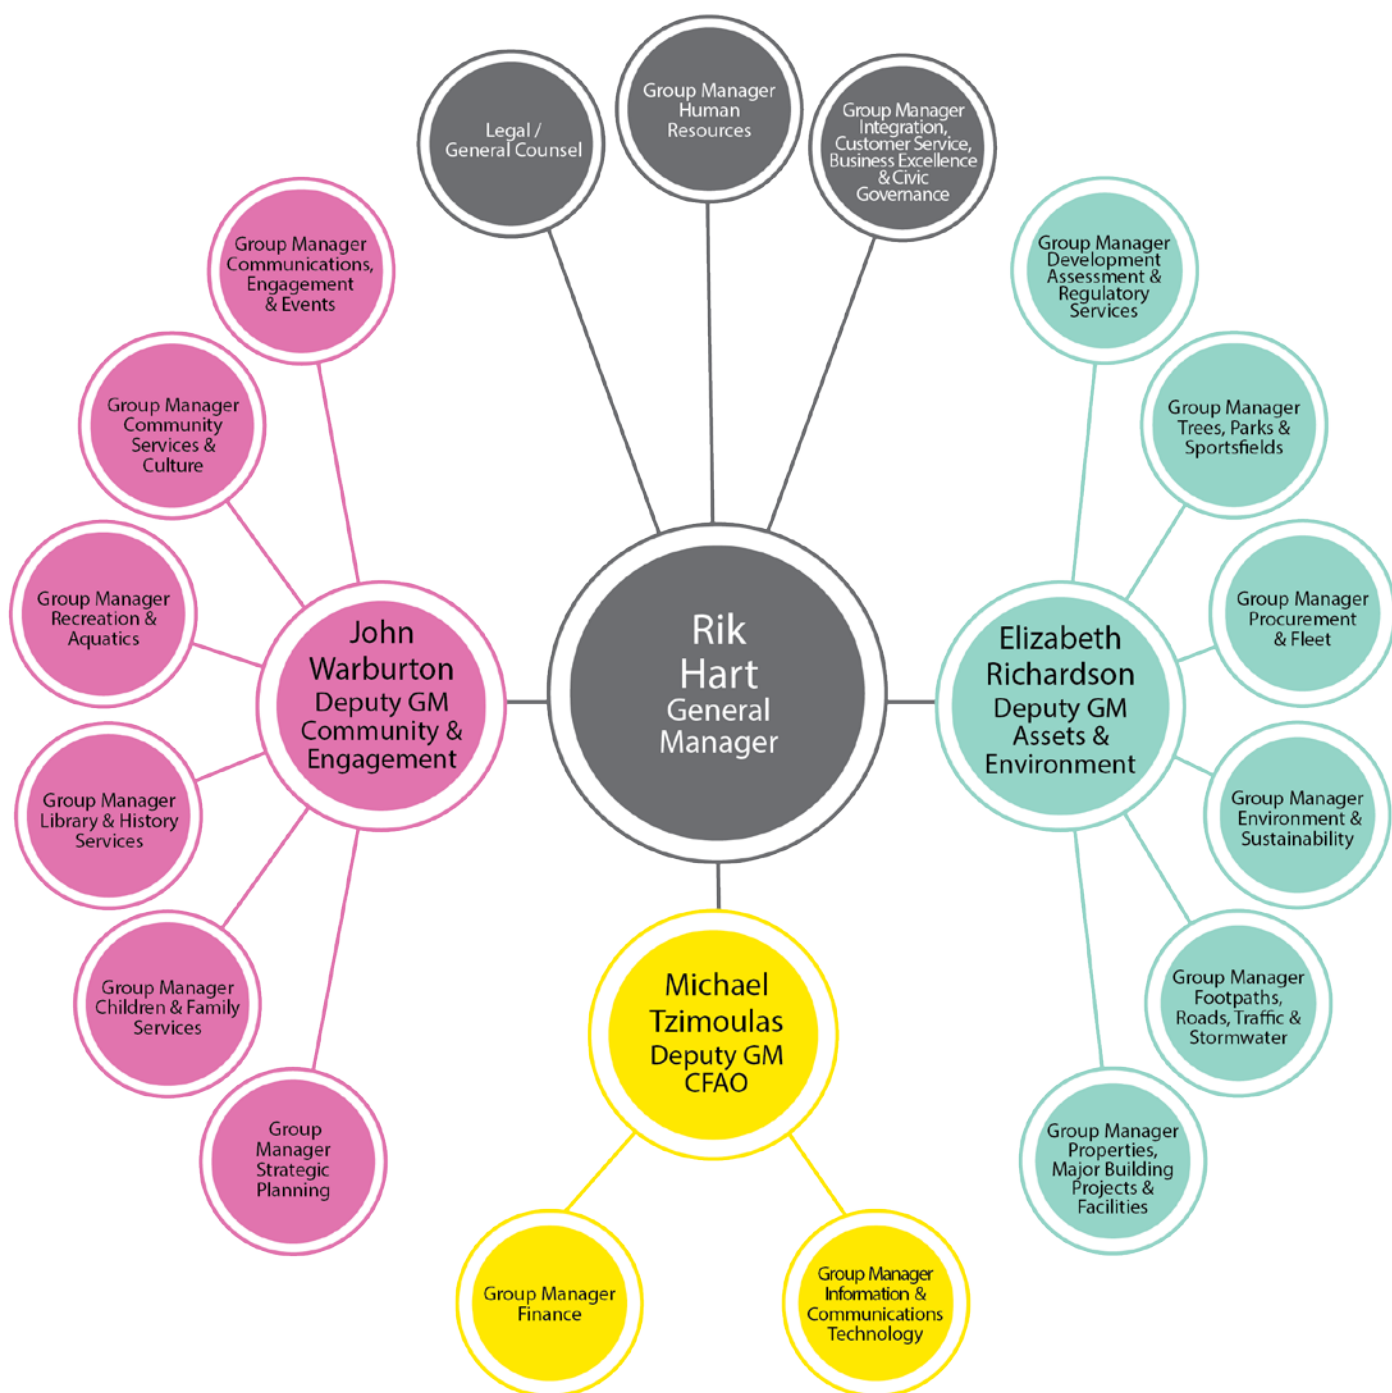 Legal /
General Counsel
Group Manager
Human
Resources
Group Manager
Integration,
Customer Service,
Business Excellence
& Civic
Governance
Group Manager
Communications,
Engagement
& Events
Group Manager
Community
Services &
Culture
Group Manager
Recreation &
Aquatics
Group Manager
Library & History
Services
Group Manager
Children & Family
Services
Group
Manager
Strategic
Planning
John
Warburton
Deputy GM
Community &
Engagement
Rik
Hart
General
Manager
Elizabeth
Richardson
Deputy GM
Assets &
Environment
Group Manager
Development
Assessment &
Regulatory
Services
Group Manager
Trees, Parks &
Sportsfields
Group Manager
Procurement
& Fleet
Group Manager
Environment &
Sustainability
Group Manager
Footpaths,
Roads, Traffic &
Stormwater
Group Manager
Properties,
Major Building
Projects &
Facilities
Michael
Tzimoulas
Deputy GM
CFAO
Group Manager
Finance
Group Manager
Information &
Communications
Technology